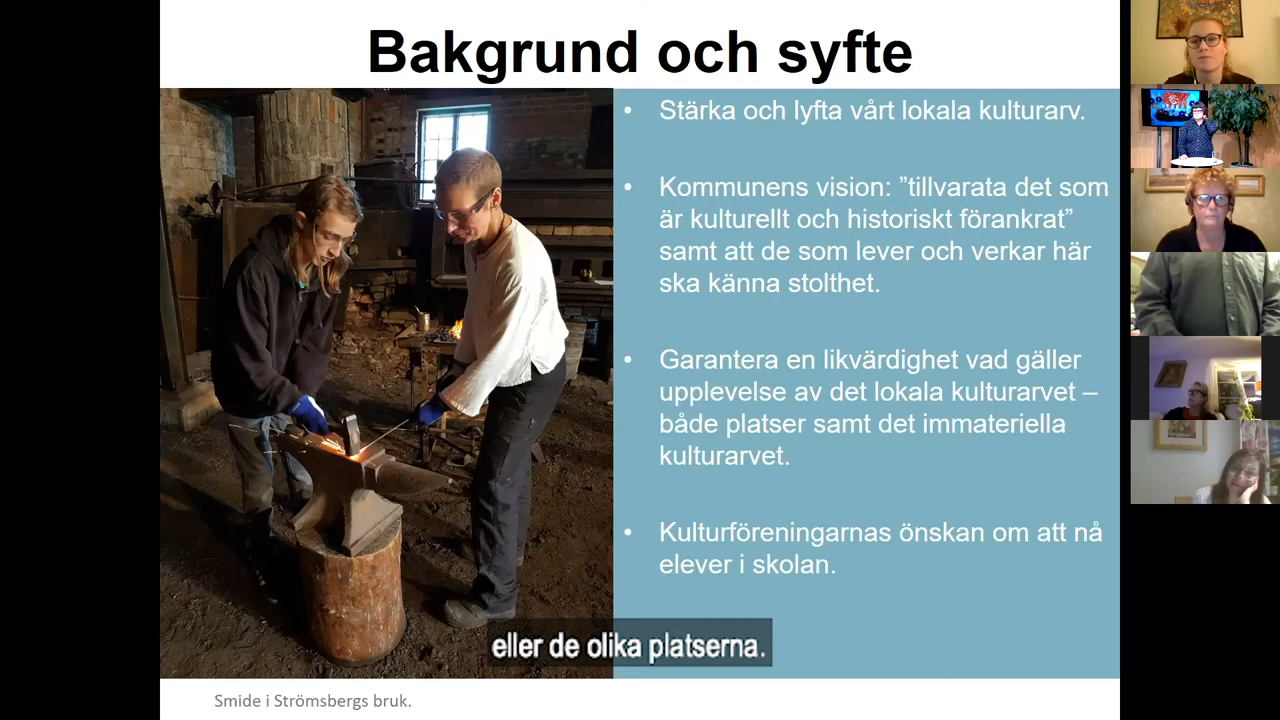 Bakgrund och syfte
• Stärka och lyfta vårt lokala kulturarv.
• Kommunens vision: ”tillvarata det som
är kulturellt och historiskt förankrat”
samt att de som lever och verkar här
ska känna stolthet.
• Garantera en likvärdighet vad gäller
upplevelse av det lokala kulturarvet –
både platser samt det immateriella
kulturarvet.
• Kulturföreningarnas önskan om att nå
elever i skolan.
eller de olika platserna.
Smide i Strömsbergs bruk.